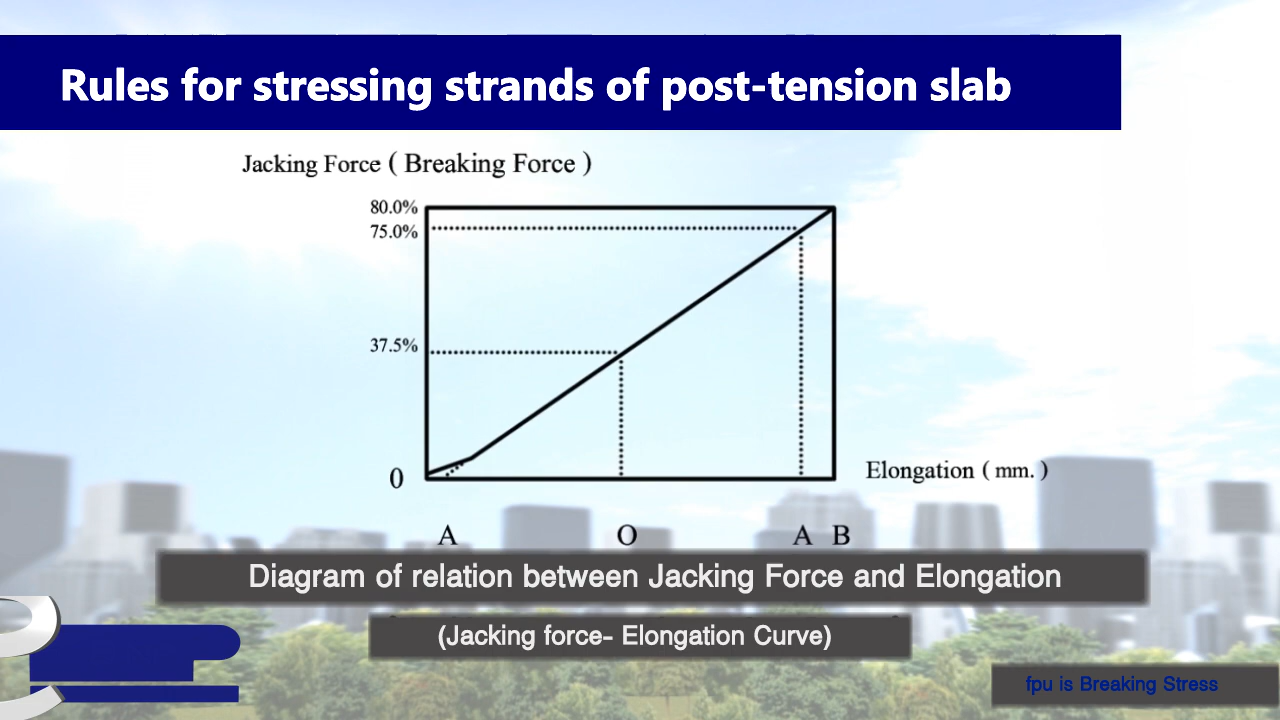 Rules for stressing strands of post-tension slab
Jacking Force ( Breaking Force )
80.0%
75.0%
37.5%
0
Elongation ( mm. )
A O A B
Diagram of relation between Jacking Force and Elongation
(Jacking force- Elongation Curve)
fpu is Breaking Stress